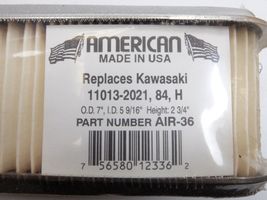 AMERICAN
MADE IN USA
Replaces Kawasaki
11013-2021, 84, H
O.D. 7", I.D. 5 9/16" Height: 2 3/4"
PART NUMBER AIR-36
7 56580 12336 2